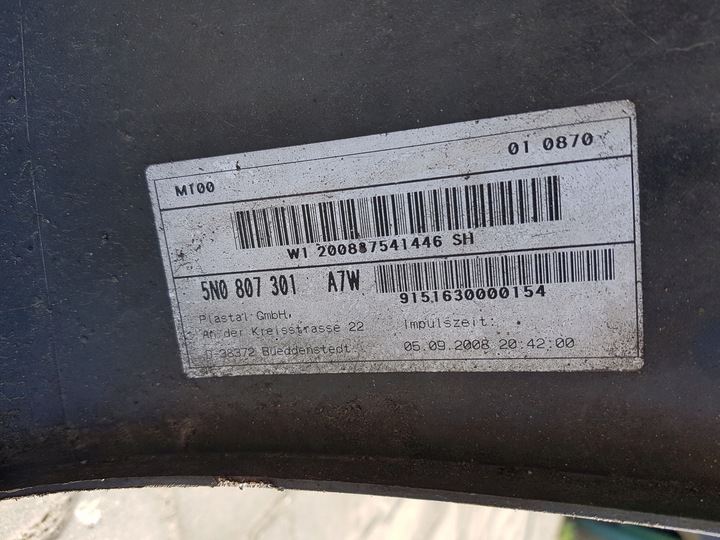 MT00 01 0870
W1 200887541446 SH
5N0 807 301 A7W
9151630000154
Plastal GmbH.
An der Kreisstrasse 22
D 38372 Bueddenstedt
Impulszeit:
05.09.2008 20:42:00